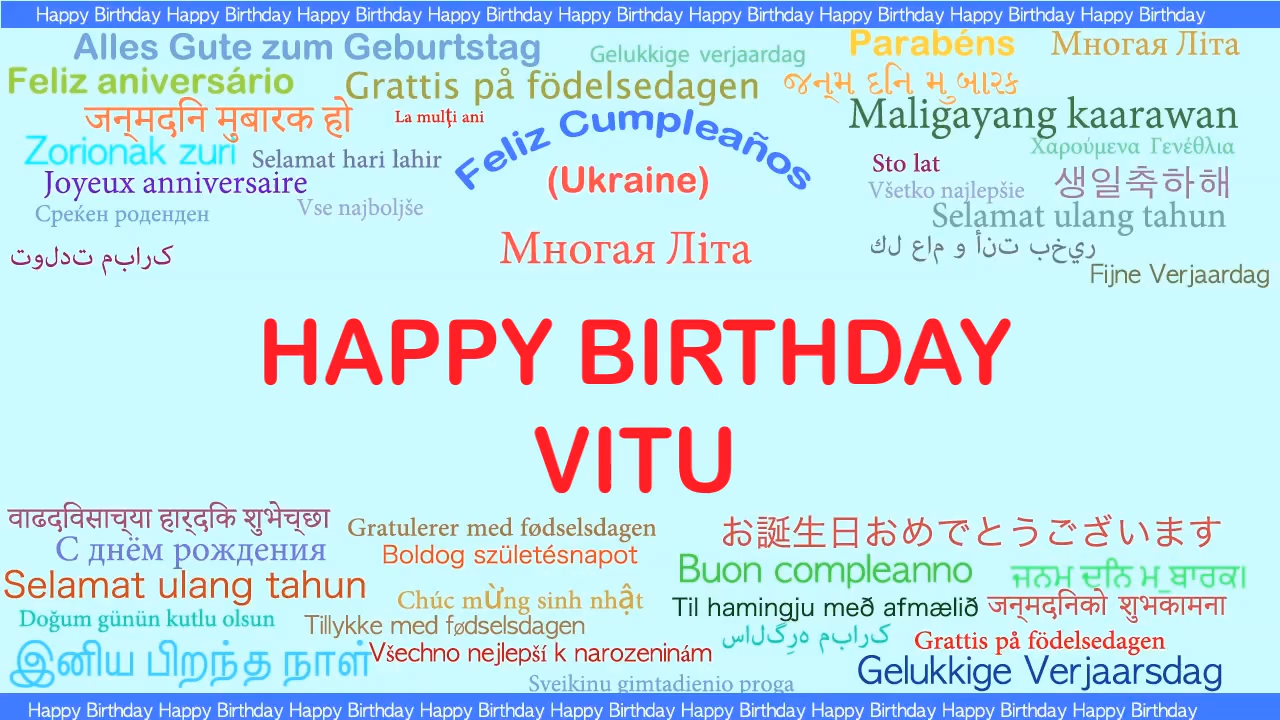 Happy Birthday Happy Birthday Happy Birthday Happy Birthday Happy Birthday Happy Birthday Happy Birthday Happy Birthday Happy Birthday
Alles Gute zum Geburtstag
Gelukkige verjaardag
Parabéns
Многая Літа
Feliz aniversário
Grattis på födelsedagen
જન્મ દનિ મુ બારક
जन्मदनि मुबारक हो
La mulţi ani
Feliz Cumpleaños
Maligayang kaarawan
Zorionak zuri
Selamat hari lahir
Sto lat
Χαρούμενα Γενέθλια
Joyeux anniversaire
(Ukraine)
Všetko najlepšie
생일축하해
Среќен роденден
Vse najboljše
Selamat ulang tahun
Многая Літа
تولدت مبارک
كل عام و أنت بخير
Fijne Verjaardag
HAPPY BIRTHDAY
VITU
वाढदविसाच्या हार्दकि शुभेच्छा
Gratulerer med fødselsdagen
お誕生日おめでとうございます
С днём рождения
Boldog születésnapot
Buon compleanno
ਜਨਮ ਦਨਿ ਮੁਬਾਰਕ।
Selamat ulang tahun
Chúc mừng sinh nhật
Til hamingju með afmælið
जन्मदनिको शुभकामना
Doğum günün kutlu olsun
Tillykke med fødselsdagen
سالگرہ مبارک
Grattis på födelsedagen
இனிய பிறந்த நாள்
Všechno nejlepší k narozeninám
Gelukkige Verjaarsdag
Sveikinu gimtadienio proga
Happy Birthday Happy Birthday Happy Birthday Happy Birthday Happy Birthday Happy Birthday Happy Birthday Happy Birthday Happy Birthday